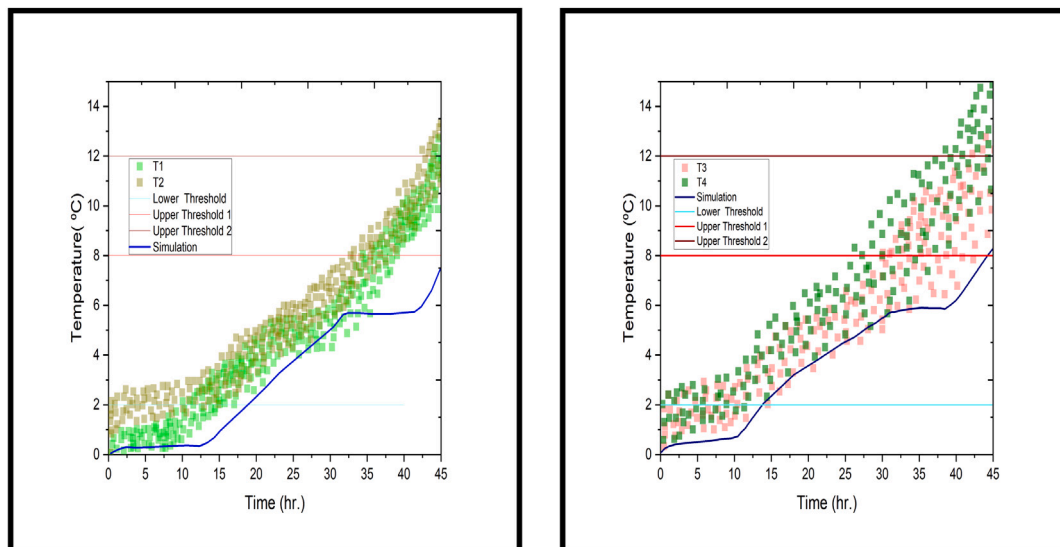 14
12
10
8
6
4
2
0
Temperature( ºC)
T1
T2
Lower Threshold
Upper Threshold 1
Upper Threshold 2
Simulation
0 5 10 15 20 25 30 35 40 45
Time (hr.)
14
12
10
8
6
4
2
0
Temperature (ºC)
T3
T4
Simulation
Lower Threshold
Upper Threshold 1
Upper Threshold 2
0 5 10 15 20 25 30 35 40 45
Time (hr.)